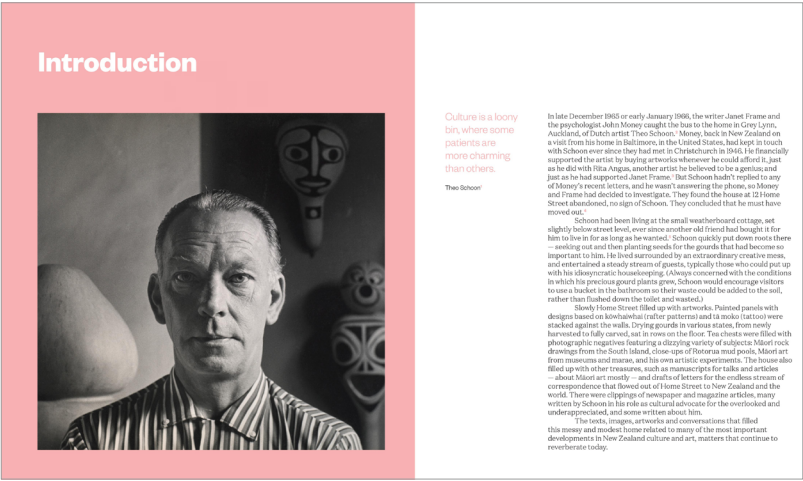 Introduction
Culture is a loony
bin, where some
patients are
more charming
than others.
Theo Schoon¹
In late December 1965 or early January 1966, the writer Janet Frame and
the psychologist John Money caught the bus to the home in Grey Lynn,
Auckland, of Dutch artist Theo Schoon.² Money, back in New Zealand on
a visit from his home in Baltimore, in the United States, had kept in touch
with Schoon ever since they had met in Christchurch in 1946. He financially
supported the artist by buying artworks whenever he could afford it, just
as he did with Rita Angus, another artist he believed to be a genius; and
just as he had supported Janet Frame.³ But Schoon hadn't replied to any
of Money's recent letters, and he wasn't answering the phone, so Money
and Frame had decided to investigate. They found the house at 12 Home
Street abandoned, no sign of Schoon. They concluded that he must have
moved out.⁴
Schoon had been living at the small weatherboard cottage, set
slightly below street level, ever since another old friend had bought it for
him to live in for as long as he wanted.⁵ Schoon quickly put down roots there
— seeking out and then planting seeds for the gourds that had become so
important to him. He lived surrounded by an extraordinary creative mess,
and entertained a steady stream of guests, typically those who could put up
with his idiosyncratic housekeeping. (Always concerned with the conditions
in which his precious gourd plants grew, Schoon would encourage visitors
to use a bucket in the bathroom so their waste could be added to the soil,
rather than flushed down the toilet and wasted.)
Slowly Home Street filled up with artworks. Painted panels with
designs based on kōwhaiwhai (rafter patterns) and tā moko (tattoo) were
stacked against the walls. Drying gourds in various states, from newly
harvested to fully carved, sat in rows on the floor. Tea chests were filled with
photographic negatives featuring a dizzying variety of subjects: Māori rock
drawings from the South Island, close-ups of Rotorua mud pools, Māori art
from museums and marae, and his own artistic experiments. The house also
filled up with other treasures, such as manuscripts for talks and articles
— about Māori art mostly — and drafts of letters for the endless stream of
correspondence that flowed out of Home Street to New Zealand and the
world. There were clippings of newspaper and magazine articles, many
written by Schoon in his role as cultural advocate for the overlooked and
underappreciated, and some written about him.
The texts, images, artworks and conversations that filled
this messy and modest home related to many of the most important
developments in New Zealand culture and art, matters that continue to
reverberate today.